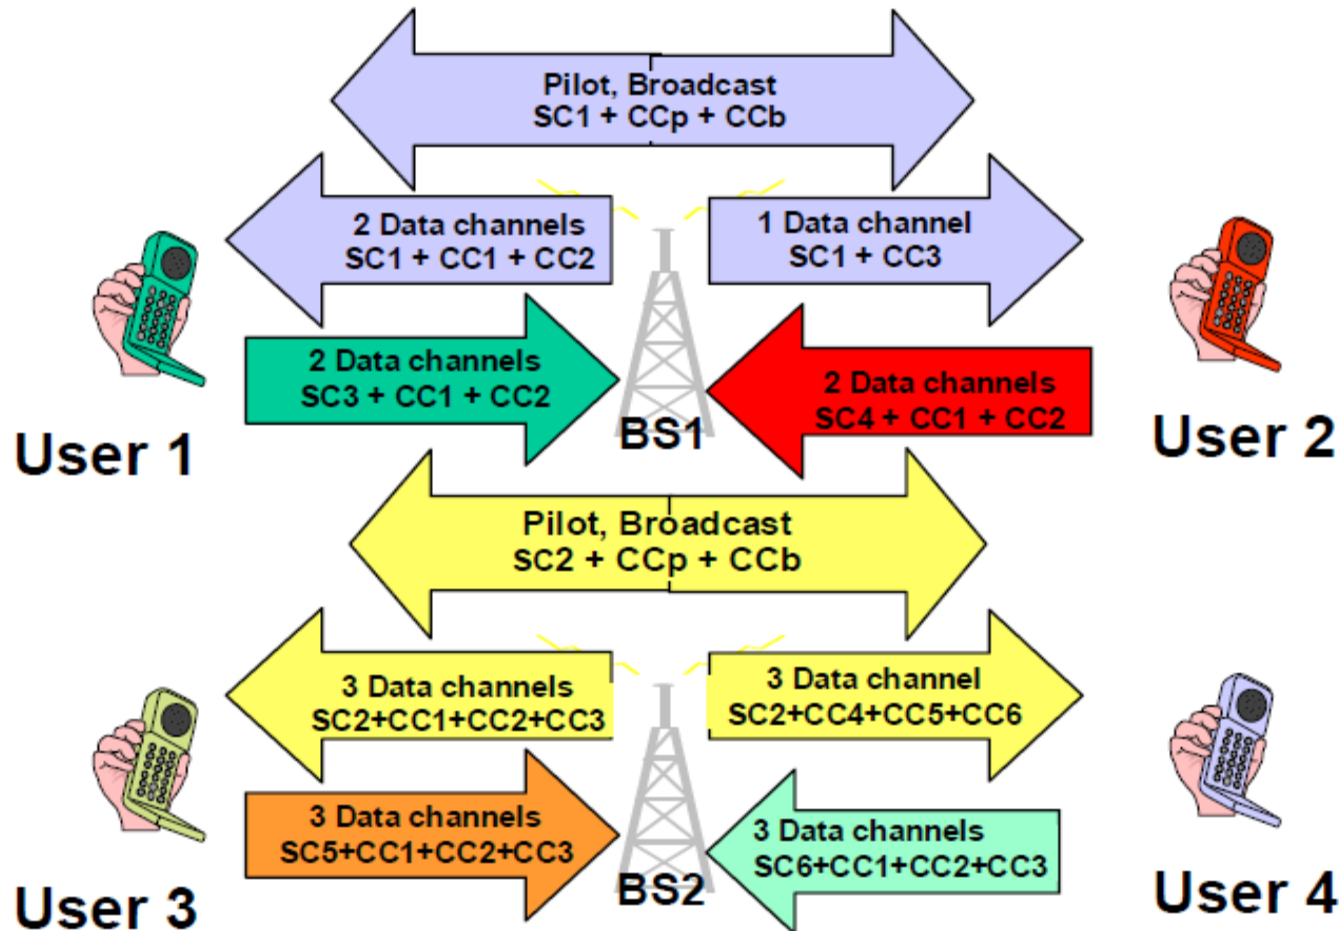 Pilot, Broadcast
SC1 + CCp + CCb
2 Data channels
SC1 + CC1 + CC2
1 Data channel
SC1 + CC3
2 Data channels
SC3 + CC1 + CC2
2 Data channels
SC4 + CC1 + CC2
BS1
User 1
User 2
Pilot, Broadcast
SC2 + CCp + CCb
3 Data channels
SC2+CC1+CC2+CC3
3 Data channel
SC2+CC4+CC5+CC6
3 Data channels
SC5+CC1+CC2+CC3
3 Data channels
SC6+CC1+CC2+CC3
BS2
User 3
User 4